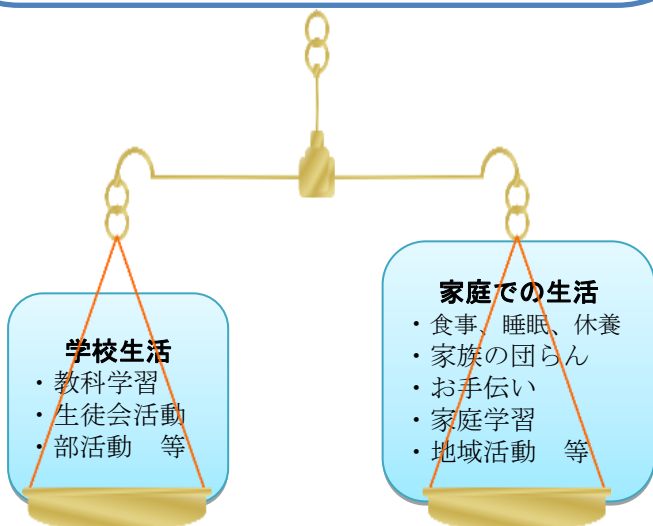 学校生活
・教科学習
・生徒会活動
・部活動　等
家庭での生活
・食事、睡眠、休養
・家族の団らん
・お手伝い
・家庭学習
・地域活動　等